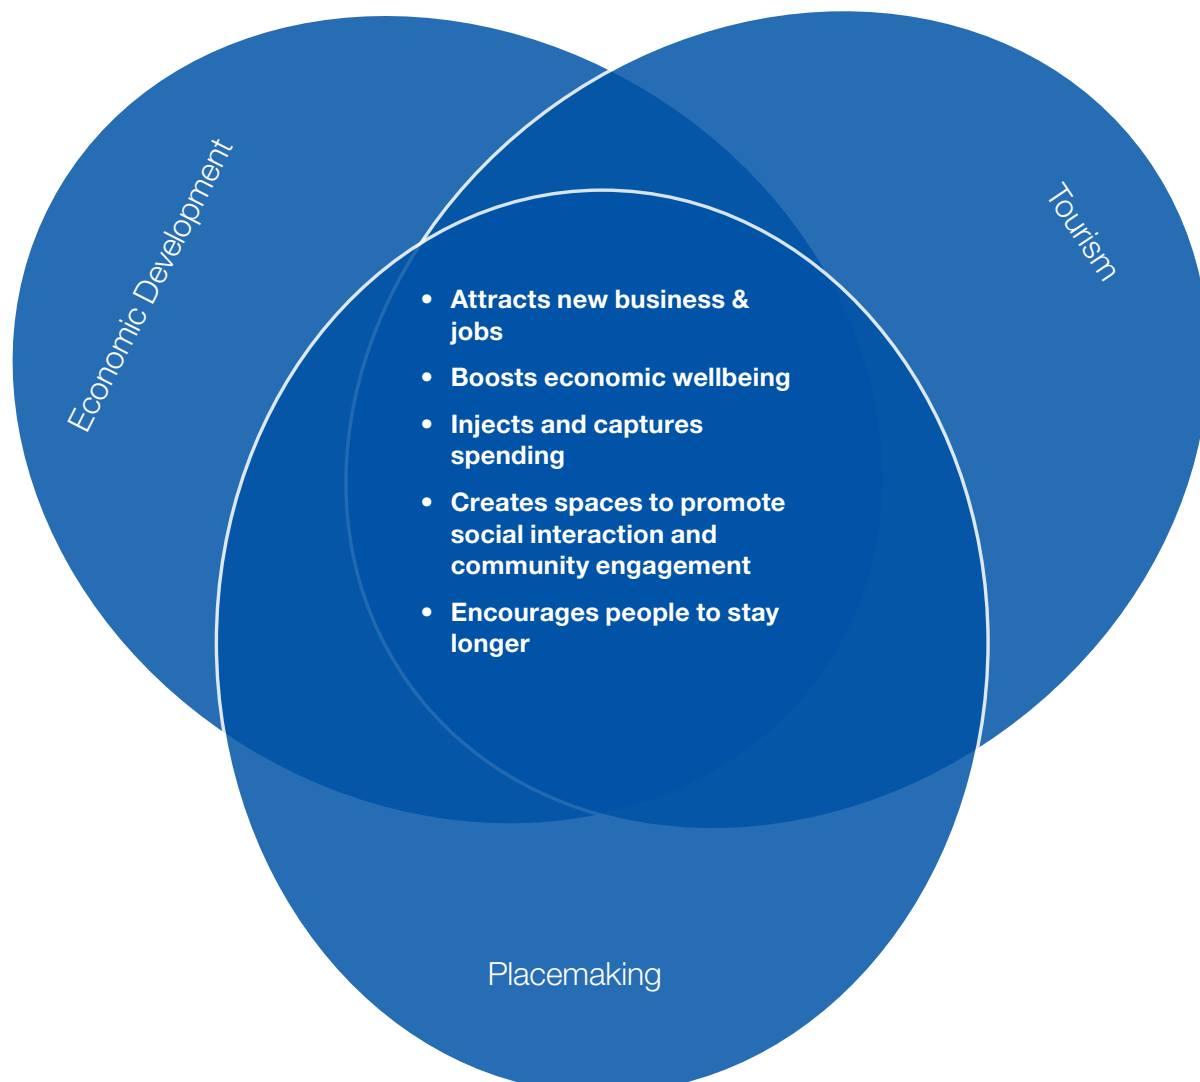 Economic Development
Tourism
• Attracts new business &
jobs
• Boosts economic wellbeing
• Injects and captures
spending
• Creates spaces to promote
social interaction and
community engagement
• Encourages people to stay
longer
Placemaking